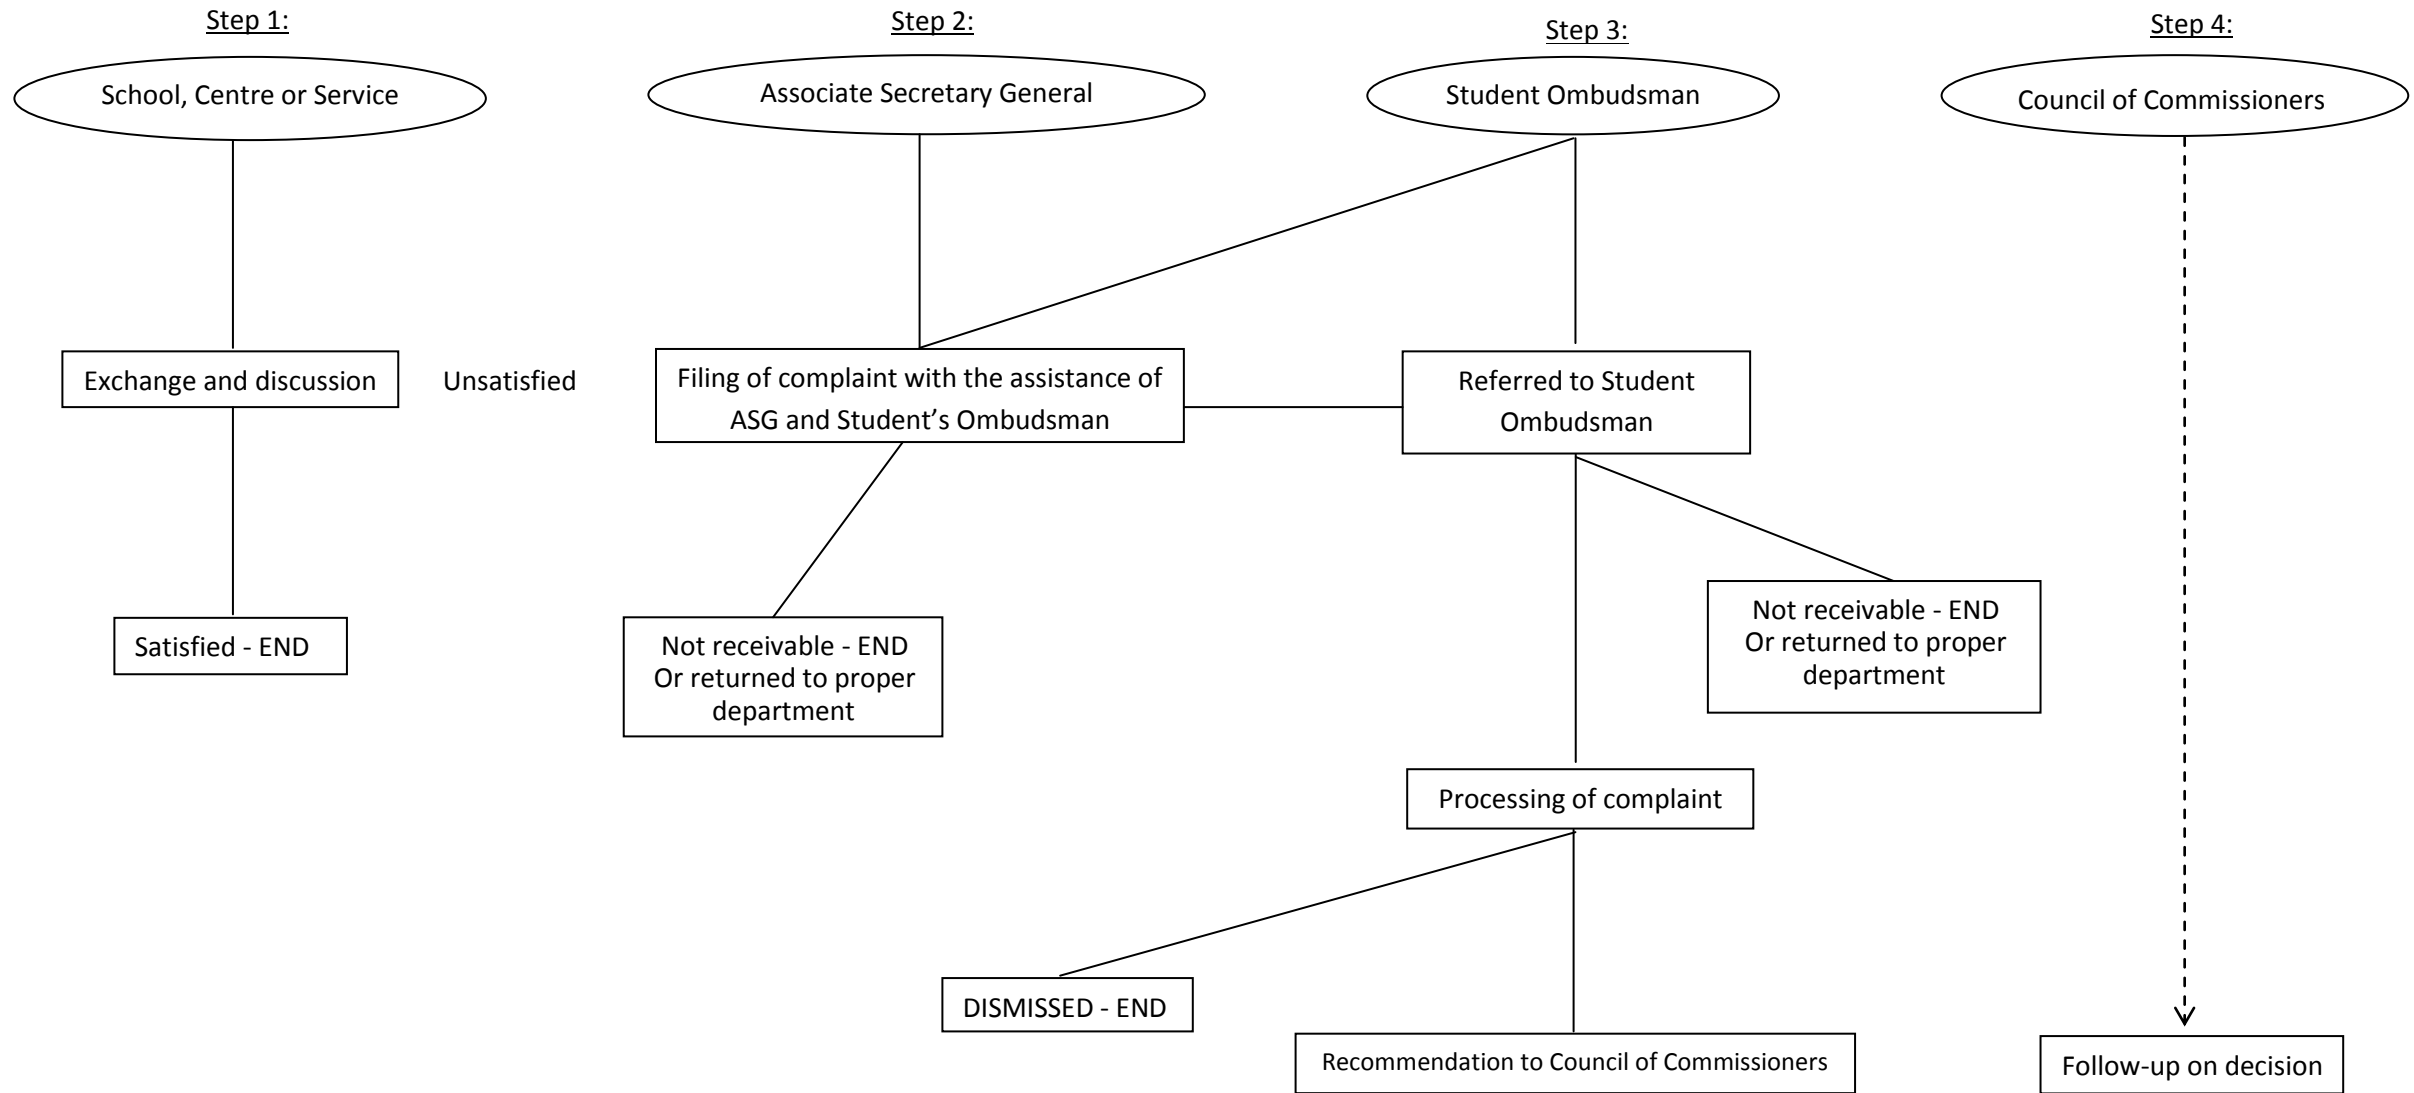 Step 1:
Step 2:
Step 3:
Step 4:
School, Centre or Service
Associate Secretary General
Student Ombudsman
Council of Commissioners
Exchange and discussion
Unsatisfied
Filing of complaint with the assistance of
ASG and Student’s Ombudsman
Referred to Student
Ombudsman
Satisfied - END
Not receivable - END
Or returned to proper
department
Not receivable - END
Or returned to proper
department
Processing of complaint
DISMISSED - END
Recommendation to Council of Commissioners
Follow-up on decision